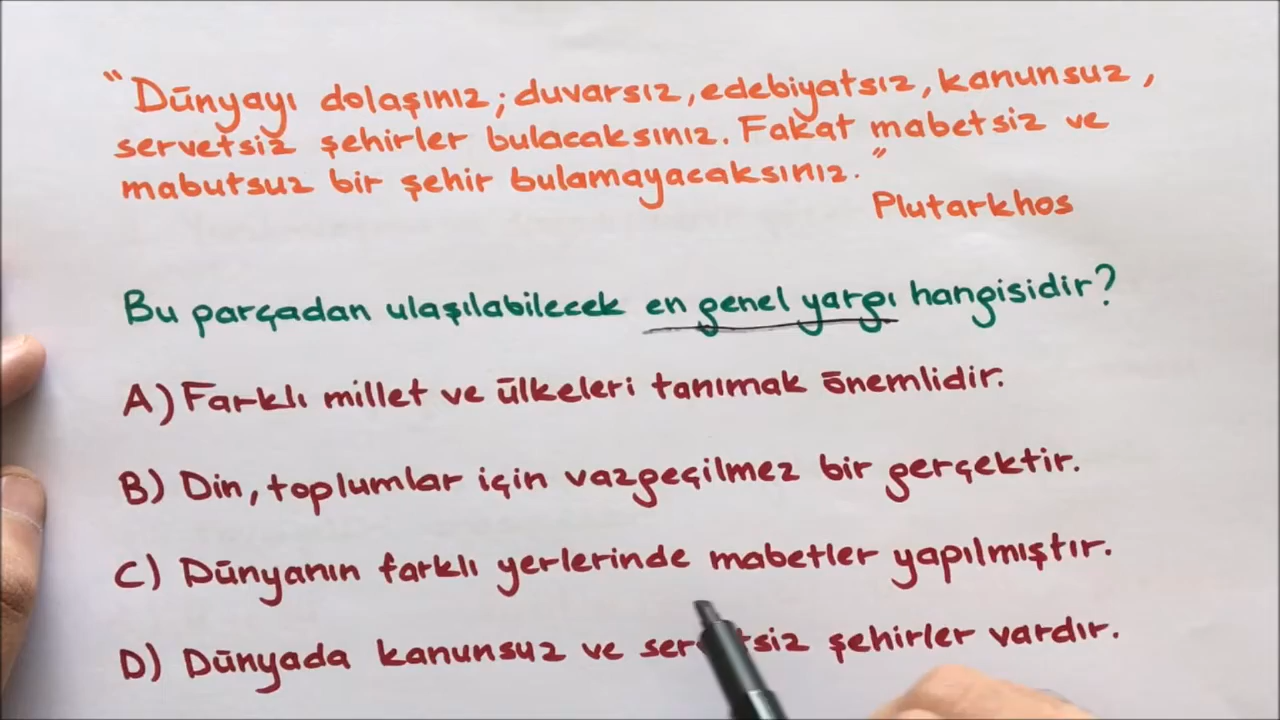 "Dünyayı dolaşınız; duvarsız, edebiyatsız, kanunsuz,
servetsiz şehirler bulacaksınız. Fakat mabetsiz ve
mabutsuz bir şehir bulamayacaksınız."
Plutarkhos
Bu parçadan ulaşılabilecek en genel yargı hangisidir?
A) Farklı millet ve ülkeleri tanımak önemlidir.
B) Din, toplumlar için vazgeçilmez bir gerçektir.
C) Dünyanın farklı yerlerinde mabetler yapılmıştır.
D) Dünyada kanunsuz ve servetsiz şehirler vardır.